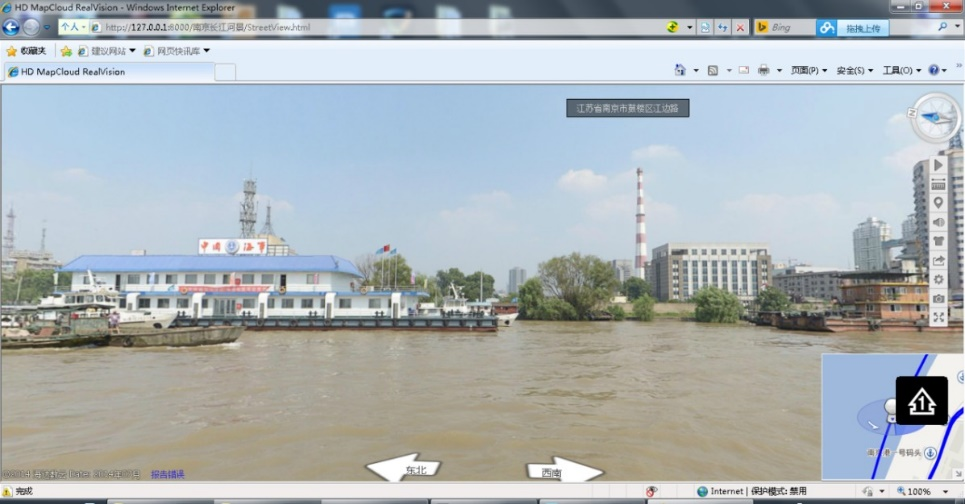 HD MapCloud RealVision - Windows Internet Explorer
个人 http://127.0.0.1:8000/南京长江河景/StreetView.html Bing 拖拽上传
收藏夹 建议网站 网页快讯库
HD MapCloud RealVision 页面(P) 安全(S) 工具(O)
江苏省南京市鼓楼区江边路
N
中国海事
1
号码头
报告错误
东北 西南
完成 Internet | 保护模式: 禁用 100%